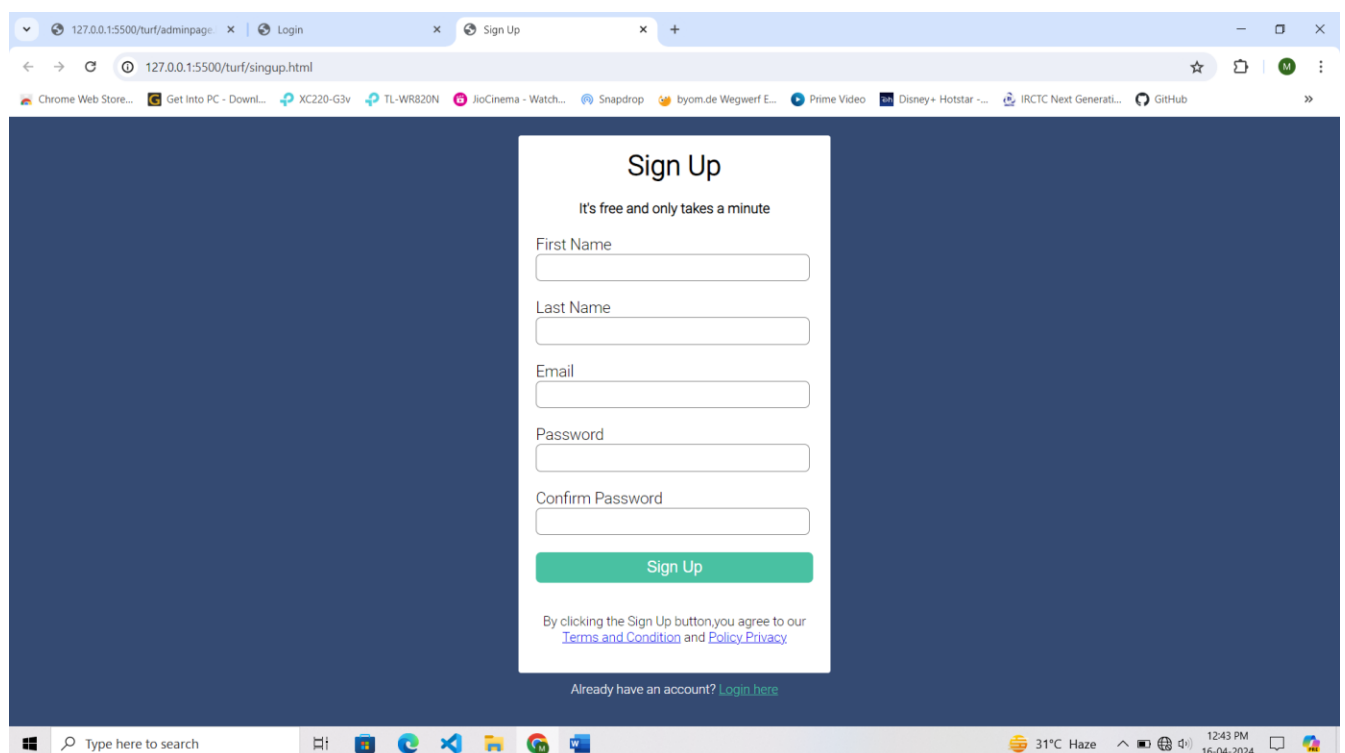 127.0.0.1:5500/turf/adminpage. Login Sign Up
127.0.0.1:5500/turf/singup.html M
Chrome Web Store... Get Into PC - Downl... XC220-G3v TL-WR820N JioCinema - Watch... Snapdrop byom.de Wegwerf E... Prime Video Disney+ Hotstar -... IRCTC Next Generati... GitHub »
Sign Up
It's free and only takes a minute
First Name
Last Name
Email
Password
Confirm Password
Sign Up
By clicking the Sign Up button,you agree to our
Terms and Condition and Policy Privacy
Already have an account? Login here
Type here to search 31°C Haze 12:43 PM
16-04-2024